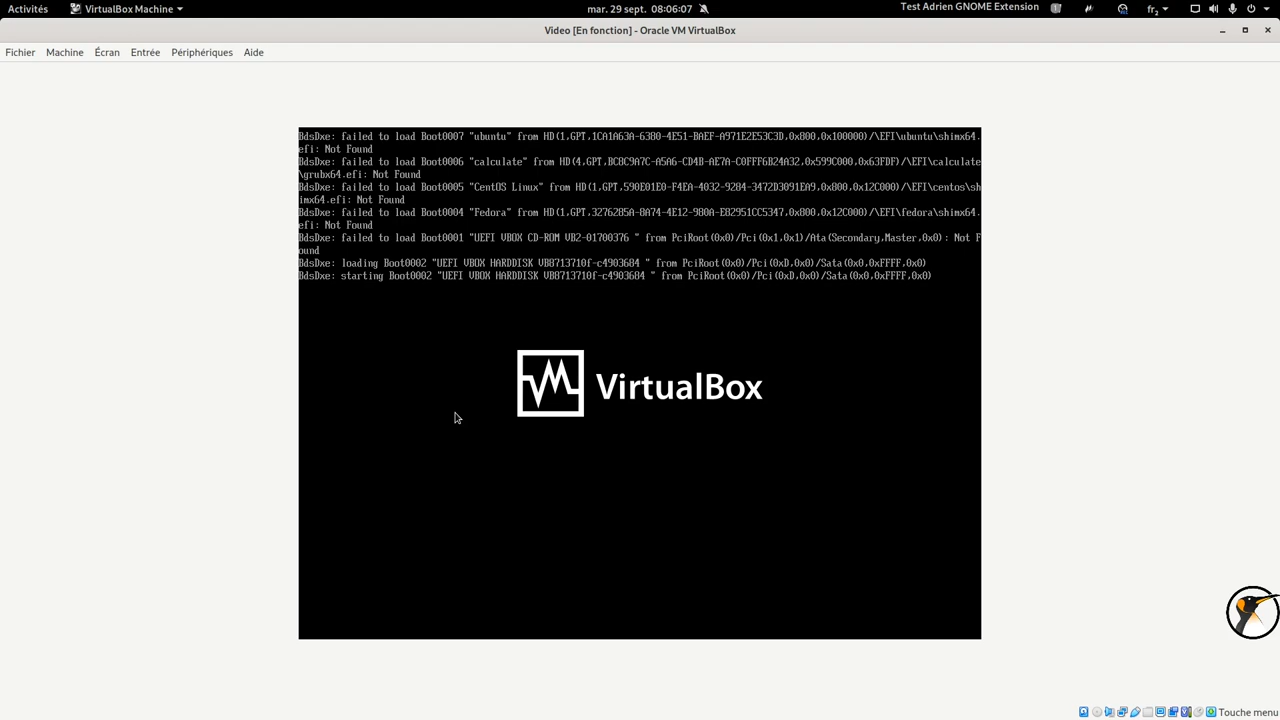 Activités VirtualBox Machine mar. 29 sept. 08:06:07 Test Adrien GNOME Extension fr₂
Video [En fonction] - Oracle VM VirtualBox
Fichier Machine Écran Entrée Périphériques Aide
BdsDxe: failed to load Boot0007 "ubuntu" from HD(1,GPT,1CA1A63A-6380-4E51-BAEF-A971E2E53C3D,0x800,0x100000)/\EFI\ubuntu\shimx64.
efi: Not Found
BdsDxe: failed to load Boot0006 "calculate" from HD(4,GPT,BC8C9A7C-A5A6-CD4B-AE7A-C0FFF6B24A32,0x599C000,0x63FDF)/\EFI\calculate
\grubx64.efi: Not Found
BdsDxe: failed to load Boot0005 "CentOS Linux" from HD(1,GPT,590E01E0-F4EA-4032-9284-3472D3091EA9,0x800,0x12C000)/\EFI\centos\sh
imx64.efi: Not Found
BdsDxe: failed to load Boot0004 "Fedora" from HD(1,GPT,3276285A-8A74-4E12-980A-E82951CC5347,0x800,0x12C000)/\EFI\fedora\shimx64.
efi: Not Found
BdsDxe: failed to load Boot0001 "UEFI VBOX CD-ROM VB2-01700376 " from PciRoot(0x0)/Pci(0x1,0x1)/Ata(Secondary,Master,0x0): Not F
ound
BdsDxe: loading Boot0002 "UEFI VBOX HARDDISK VB8713710f-c4903684 " from PciRoot(0x0)/Pci(0xD,0x0)/Sata(0x0,0xFFFF,0x0)
BdsDxe: starting Boot0002 "UEFI VBOX HARDDISK VB8713710f-c4903684 " from PciRoot(0x0)/Pci(0xD,0x0)/Sata(0x0,0xFFFF,0x0)
VirtualBox
Touche menu